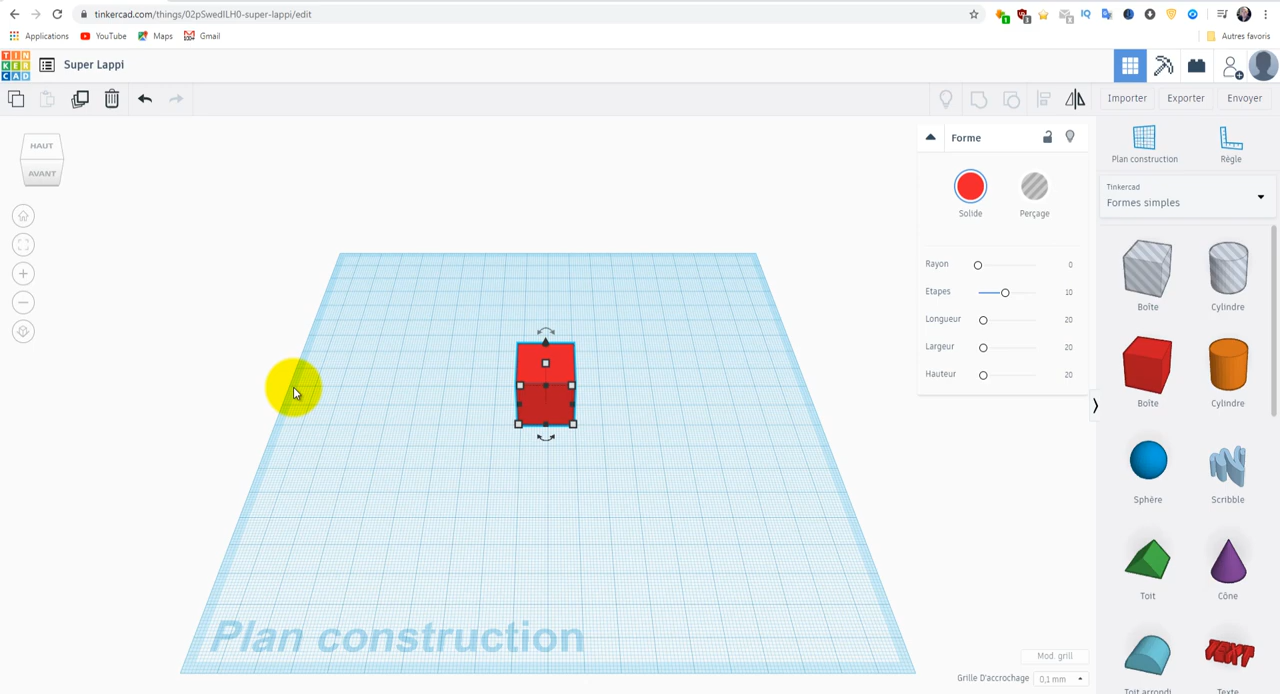 tinkercad.com/things/02pSwedILH0-super-lappi/edit
Applications YouTube Maps Gmail Autres favoris
TIN
KER
CAD
Super Lappi
Importer Exporter Envoyer
HAUT
AVANT
Forme
Solide Perçage
Rayon 0
Etapes 10
Longueur 20
Largeur 20
Hauteur 20
Plan construction Règle
Tinkercad
Formes simples
Boîte Cylindre
Boîte Cylindre
Sphère Scribble
Toit Cône
TEXT
Toit arrondi Texte
Plan construction
Mod. grill
Grille D'accrochage 0,1 mm